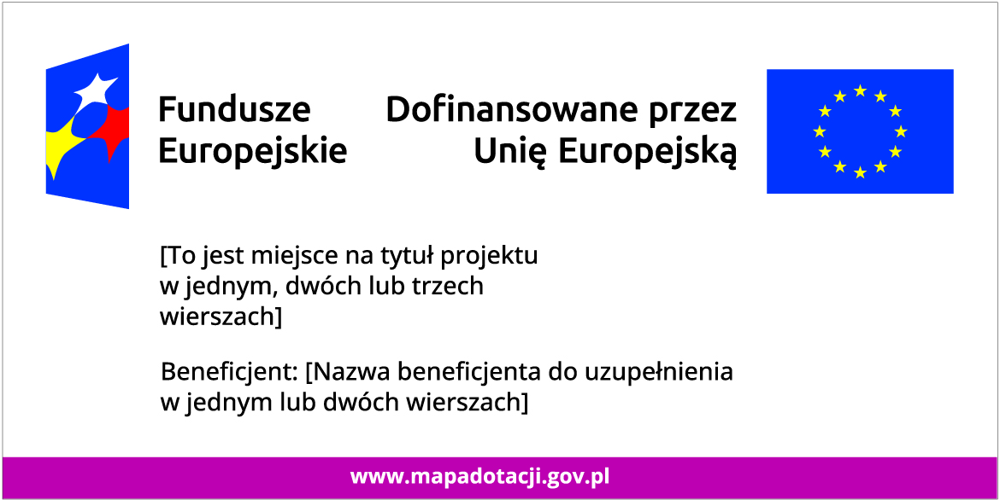 Fundusze
Europejskie
Dofinansowane przez
Unię Europejską
[To jest miejsce na tytuł projektu
w jednym, dwóch lub trzech
wierszach]
Beneficjent: [Nazwa beneficjenta do uzupełnienia
w jednym lub dwóch wierszach]
www.mapadotacji.gov.pl